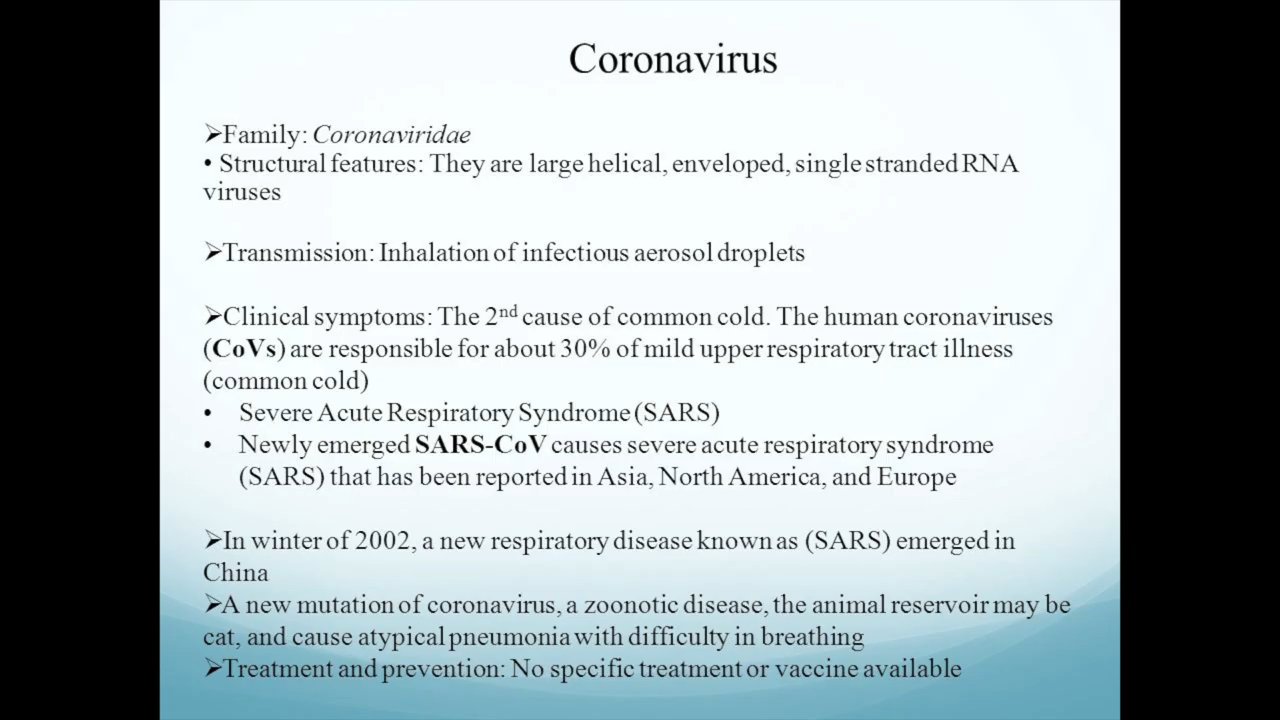 Coronavirus
➢Family: Coronaviridae
• Structural features: They are large helical, enveloped, single stranded RNA
viruses
➢Transmission: Inhalation of infectious aerosol droplets
➢Clinical symptoms: The 2nd cause of common cold. The human coronaviruses
(CoVs) are responsible for about 30% of mild upper respiratory tract illness
(common cold)
• Severe Acute Respiratory Syndrome (SARS)
• Newly emerged SARS-CoV causes severe acute respiratory syndrome
(SARS) that has been reported in Asia, North America, and Europe
➢In winter of 2002, a new respiratory disease known as (SARS) emerged in
China
➢A new mutation of coronavirus, a zoonotic disease, the animal reservoir may be
cat, and cause atypical pneumonia with difficulty in breathing
➢Treatment and prevention: No specific treatment or vaccine available